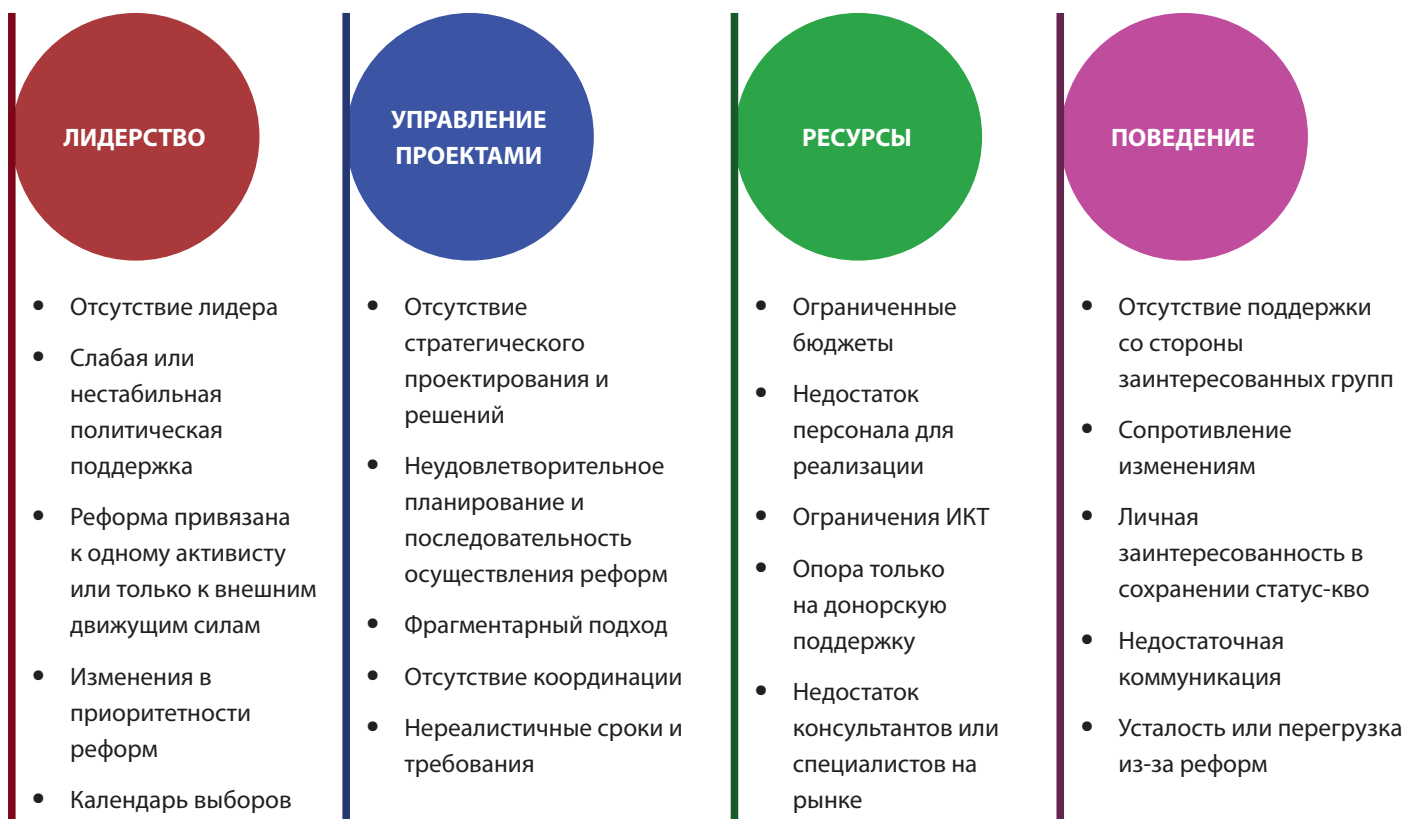 ЛИДЕРСТВО
• Отсутствие лидера
• Слабая или
нестабильная
политическая
поддержка
• Реформа привязана
к одному активисту
или только к внешним
движущим силам
• Изменения в
приоритетности
реформ
• Календарь выборов
УПРАВЛЕНИЕ
ПРОЕКТАМИ
• Отсутствие
стратегического
проектирования и
решений
• Неудовлетворительное
планирование и
последовательность
осуществления реформ
• Фрагментарный подход
• Отсутствие координации
• Нереалистичные сроки и
требования
РЕСУРСЫ
• Ограниченные
бюджеты
• Недостаток
персонала для
реализации
• Ограничения ИКТ
• Опора только
на донорскую
поддержку
• Недостаток
консультантов или
специалистов на
рынке
ПОВЕДЕНИЕ
• Отсутствие поддержки
со стороны
заинтересованных групп
• Сопротивление
изменениям
• Личная
заинтересованность в
сохранении статус-кво
• Недостаточная
коммуникация
• Усталость или перегрузка
из-за реформ